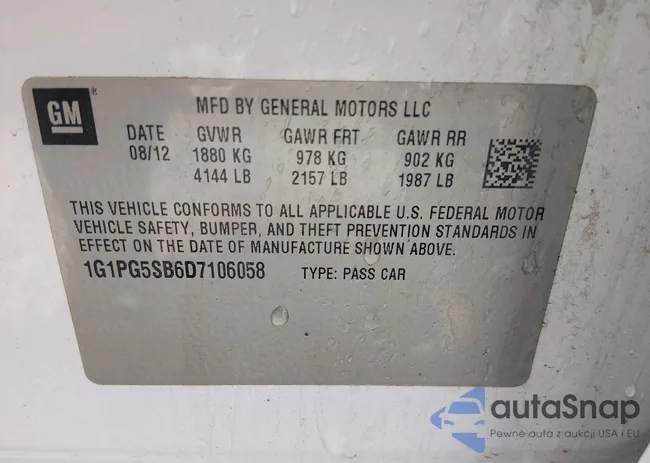 GM ®
MFD BY GENERAL MOTORS LLC
DATE GVWR GAWR FRT GAWR RR
08/12 1880 KG 978 KG 902 KG
4144 LB 2157 LB 1987 LB
THIS VEHICLE CONFORMS TO ALL APPLICABLE U.S. FEDERAL MOTOR
VEHICLE SAFETY, BUMPER, AND THEFT PREVENTION STANDARDS IN
EFFECT ON THE DATE OF MANUFACTURE SHOWN ABOVE.
1G1PG5SB6D7106058 TYPE: PASS CAR
autaSnap
Pewne auta z aukcji USA i EU